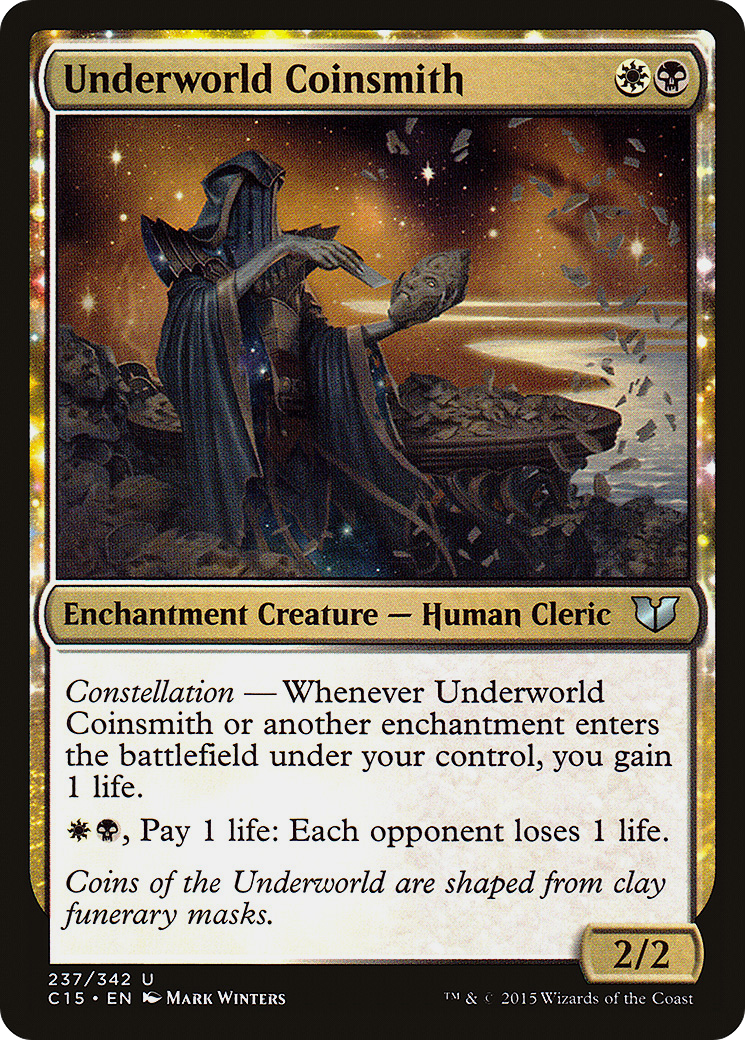 Underworld Coinsmith
Enchantment Creature — Human Cleric
Constellation — Whenever Underworld
Coinsmith or another enchantment enters
the battlefield under your control, you gain
1 life.
, Pay 1 life: Each opponent loses 1 life.
Coins of the Underworld are shaped from clay
funerary masks.
2/2
237/342 U
C15 • EN Mark Winters
™ & © 2015 Wizards of the Coast